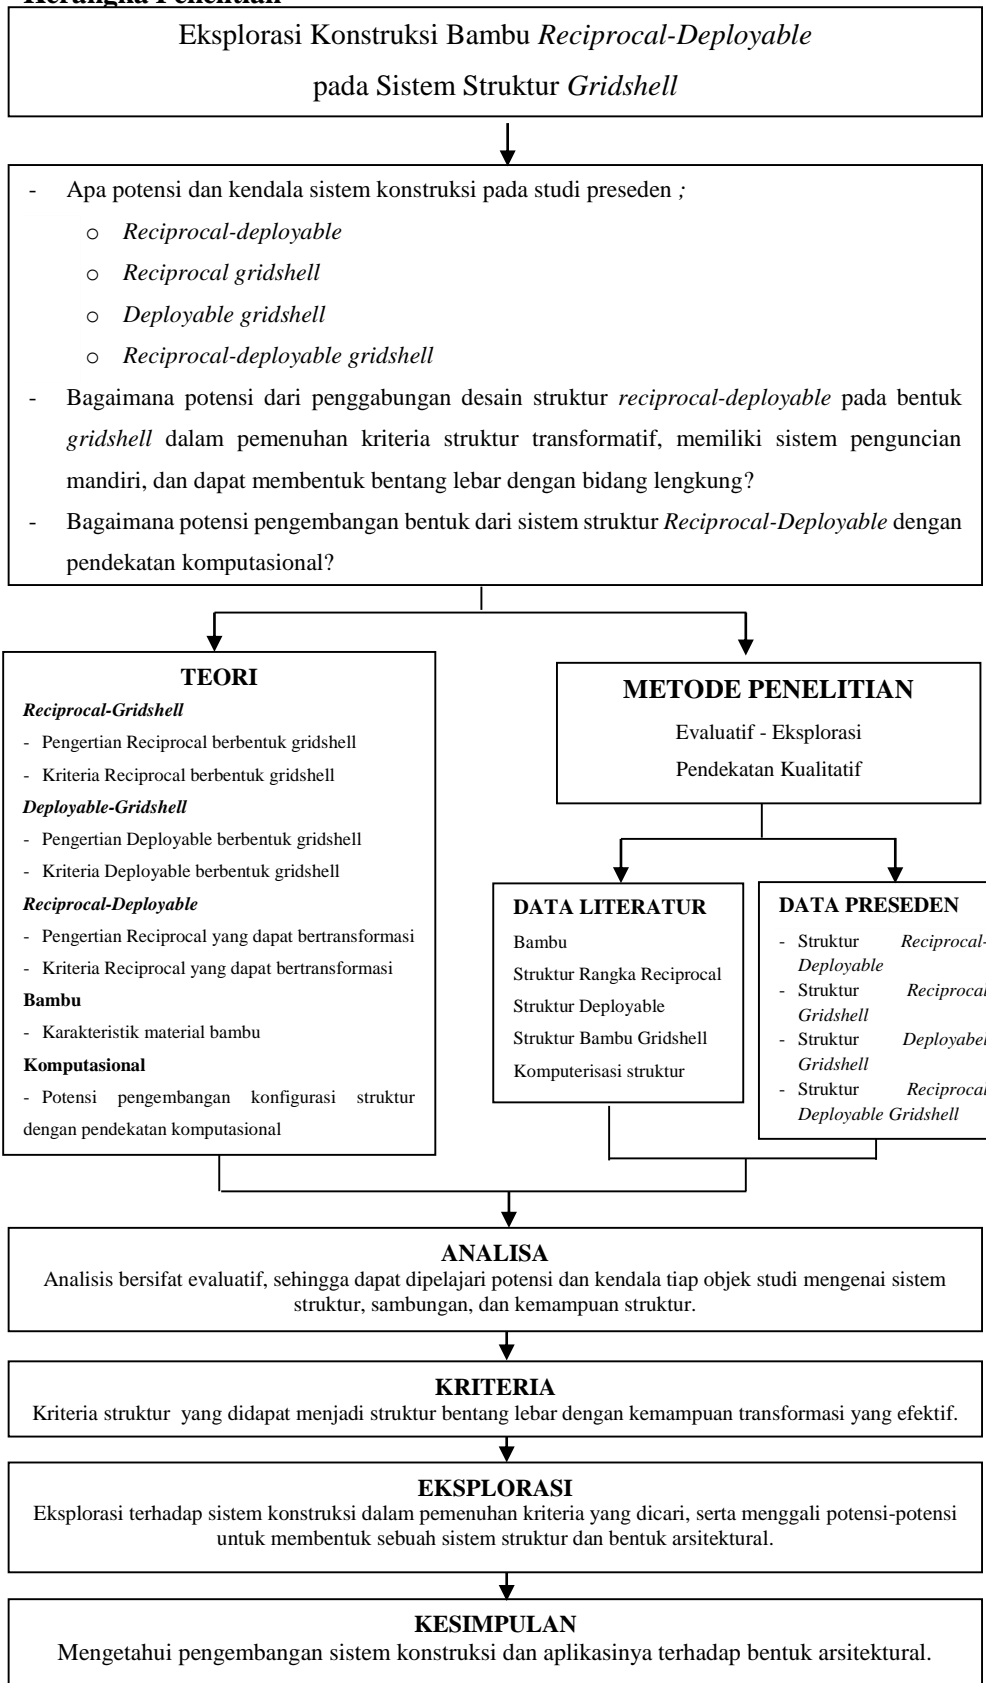 Kerangka Penelitian
Eksplorasi Konstruksi Bambu Reciprocal-Deployable
pada Sistem Struktur Gridshell
- Apa potensi dan kendala sistem konstruksi pada studi preseden ;
o Reciprocal-deployable
o Reciprocal gridshell
o Deployable gridshell
o Reciprocal-deployable gridshell
- Bagaimana potensi dari penggabungan desain struktur reciprocal-deployable pada bentuk
gridshell dalam pemenuhan kriteria struktur transformatif, memiliki sistem penguncian
mandiri, dan dapat membentuk bentang lebar dengan bidang lengkung?
- Bagaimana potensi pengembangan bentuk dari sistem struktur Reciprocal-Deployable dengan
pendekatan komputasional?
TEORI
Reciprocal-Gridshell
- Pengertian Reciprocal berbentuk gridshell
- Kriteria Reciprocal berbentuk gridshell
Deployable-Gridshell
- Pengertian Deployable berbentuk gridshell
- Kriteria Deployable berbentuk gridshell
Reciprocal-Deployable
- Pengertian Reciprocal yang dapat bertransformasi
- Kriteria Reciprocal yang dapat bertransformasi
Bambu
- Karakteristik material bambu
Komputasional
- Potensi pengembangan konfigurasi struktur
dengan pendekatan komputasional
METODE PENELITIAN
Evaluatif - Eksplorasi
Pendekatan Kualitatif
DATA LITERATUR
Bambu
Struktur Rangka Reciprocal
Struktur Deployable
Struktur Bambu Gridshell
Komputerisasi struktur
DATA PRESEDEN
- Struktur Reciprocal-
Deployable
- Struktur Reciprocal
Gridshell
- Struktur Deployabel
Gridshell
- Struktur Reciprocal
Deployable Gridshell
ANALISA
Analisis bersifat evaluatif, sehingga dapat dipelajari potensi dan kendala tiap objek studi mengenai sistem
struktur, sambungan, dan kemampuan struktur.
KRITERIA
Kriteria struktur yang didapat menjadi struktur bentang lebar dengan kemampuan transformasi yang efektif.
EKSPLORASI
Eksplorasi terhadap sistem konstruksi dalam pemenuhan kriteria yang dicari, serta menggali potensi-potensi
untuk membentuk sebuah sistem struktur dan bentuk arsitektural.
KESIMPULAN
Mengetahui pengembangan sistem konstruksi dan aplikasinya terhadap bentuk arsitektural.